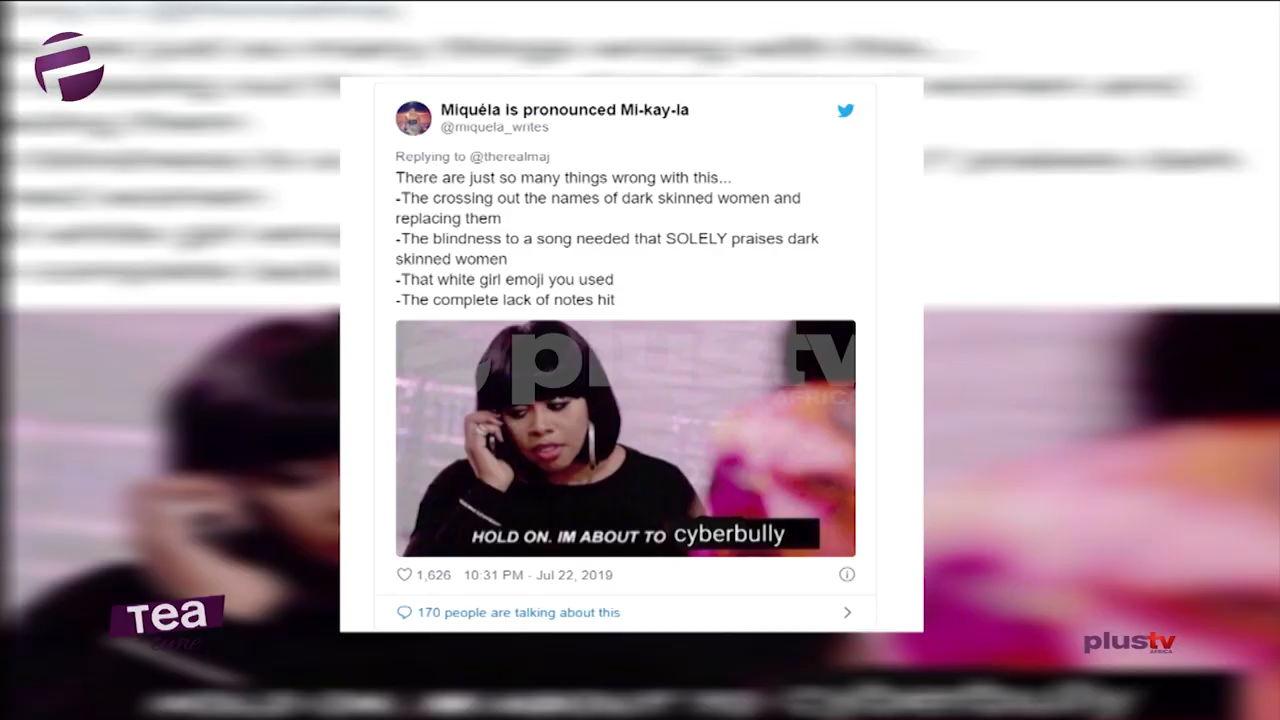 Miquéla is pronounced Mi-kay-la
@miquela_writes
Replying to @therealmaj
There are just so many things wrong with this...
-The crossing out the names of dark skinned women and
replacing them
-The blindness to a song needed that SOLELY praises dark
skinned women
-That white girl emoji you used
-The complete lack of notes hit
plustv
AFRICA
HOLD ON. IM ABOUT TO cyberbully
1,626 10:31 PM - Jul 22, 2019
170 people are talking about this
Tea
plustv
AFRICA